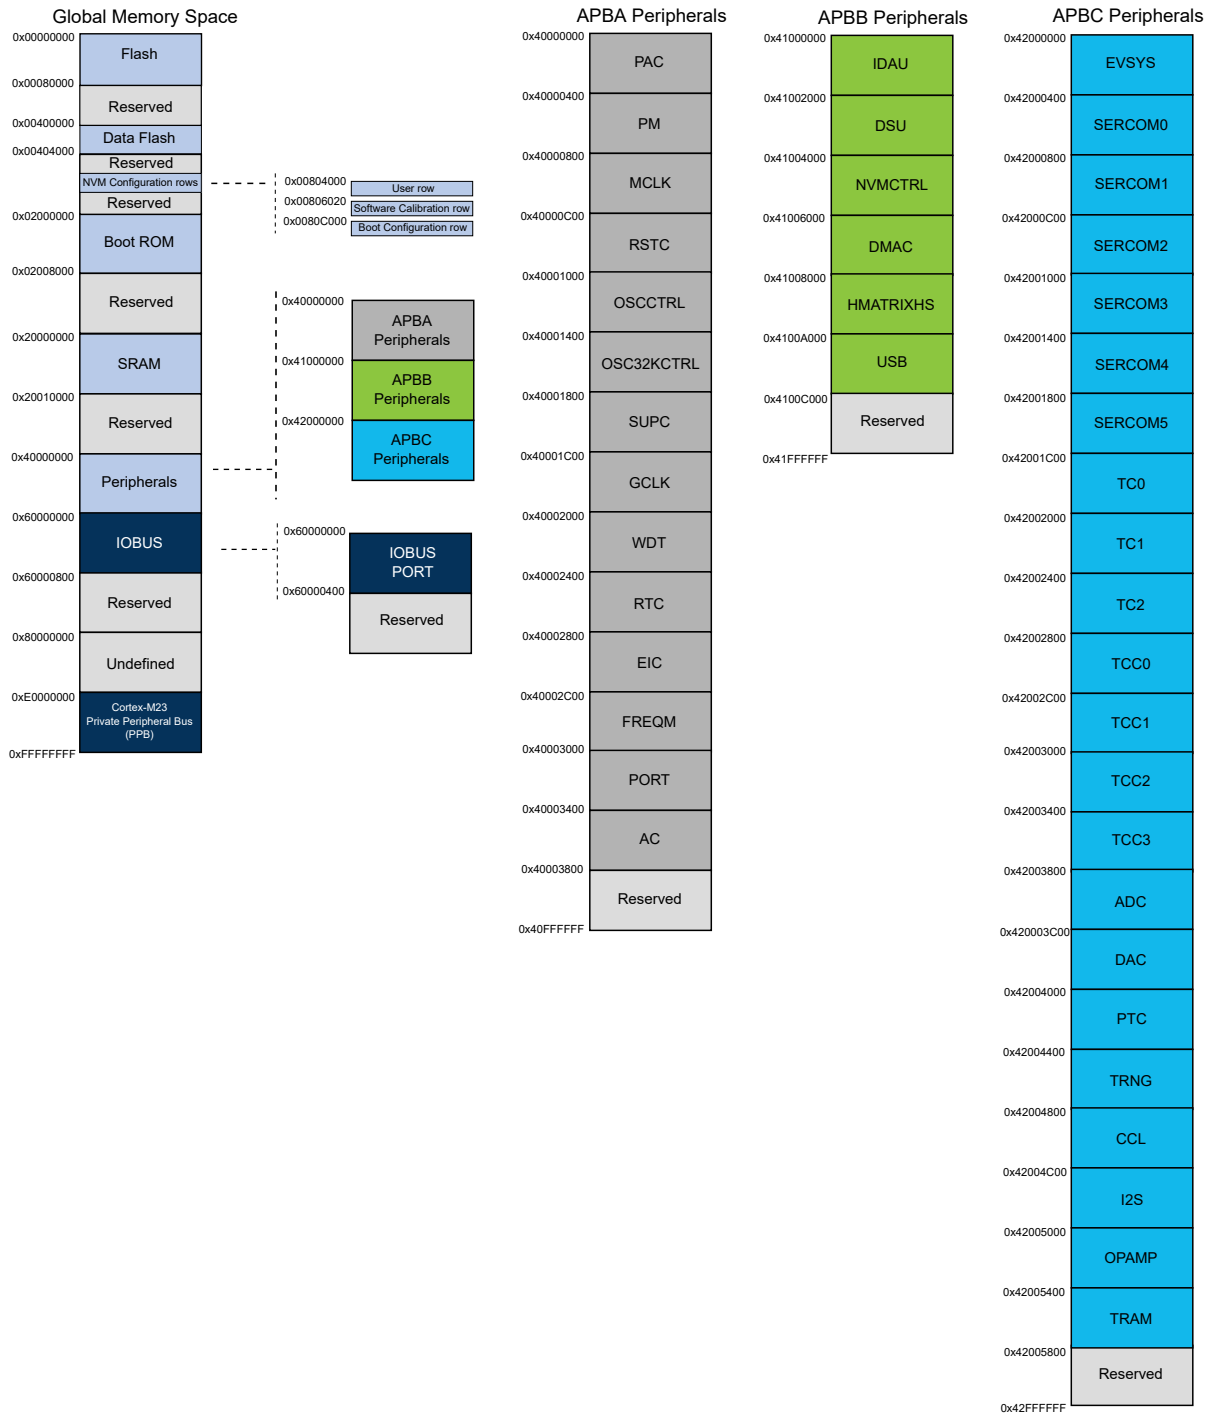 Global Memory Space
0x00000000
Flash
0x00080000
Reserved
0x00400000
Data Flash
0x00404000
Reserved
NVM Configuration rows
Reserved
0x02000000
Boot ROM
0x02008000
Reserved
0x20000000
SRAM
0x20010000
Reserved
0x40000000
Peripherals
0x60000000
IOBUS
0x60000800
Reserved
0x80000000
Undefined
0xE0000000
Cortex-M23
Private Peripheral Bus
(PPB)
0xFFFFFFFF
0x00804000
User row
0x00806020
Software Calibration row
0x0080C000
Boot Configuration row
0x40000000
APBA
Peripherals
0x41000000
APBB
Peripherals
0x42000000
APBC
Peripherals
0x60000000
IOBUS
PORT
0x60000400
Reserved
APBA Peripherals
0x40000000
PAC
0x40000400
PM
0x40000800
MCLK
0x40000C00
RSTC
0x40001000
OSCCTRL
0x40001400
OSC32KCTRL
0x40001800
SUPC
0x40001C00
GCLK
0x40002000
WDT
0x40002400
RTC
0x40002800
EIC
0x40002C00
FREQM
0x40003000
PORT
0x40003400
AC
0x40003800
Reserved
0x40FFFFFF
APBB Peripherals
0x41000000
IDAU
0x41002000
DSU
0x41004000
NVMCTRL
0x41006000
DMAC
0x41008000
HMATRIXHS
0x4100A000
USB
0x4100C000
Reserved
0x41FFFFFF
APBC Peripherals
0x42000000
EVSYS
0x42000400
SERCOM0
0x42000800
SERCOM1
0x42000C00
SERCOM2
0x42001000
SERCOM3
0x42001400
SERCOM4
0x42001800
SERCOM5
0x42001C00
TC0
0x42002000
TC1
0x42002400
TC2
0x42002800
TCC0
0x42002C00
TCC1
0x42003000
TCC2
0x42003400
TCC3
0x42003800
ADC
0x420003C00
DAC
0x42004000
PTC
0x42004400
TRNG
0x42004800
CCL
0x42004C00
I2S
0x42005000
OPAMP
0x42005400
TRAM
0x42005800
Reserved
0x42FFFFFF